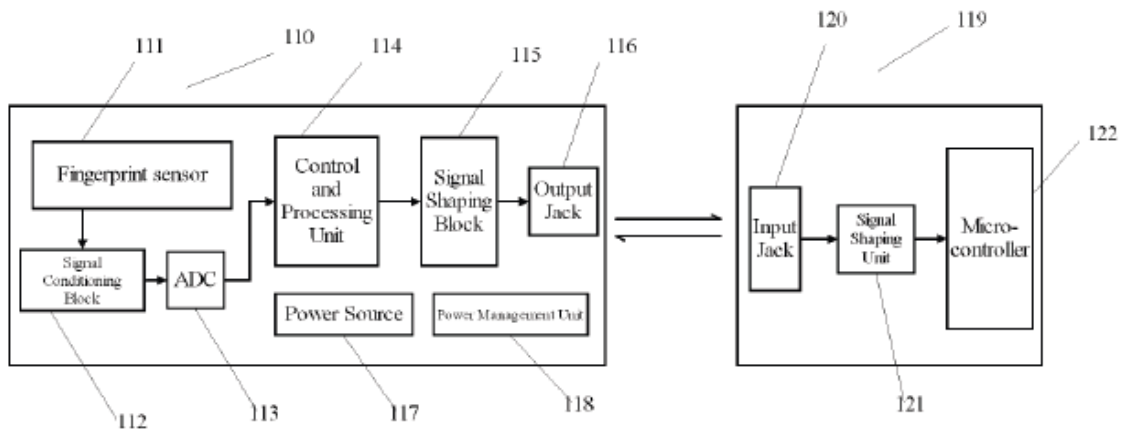 111
110
114
115
116
120
119
122
Fingerprint sensor
Control
and
Processing
Unit
Signal
Shaping
Block
Output
Jack
Signal
Conditioning
Block
ADC
Power Source
Power Management Unit
Input
Jack
Signal
Shaping
Unit
Micro-
controller
112
113
117
118
121